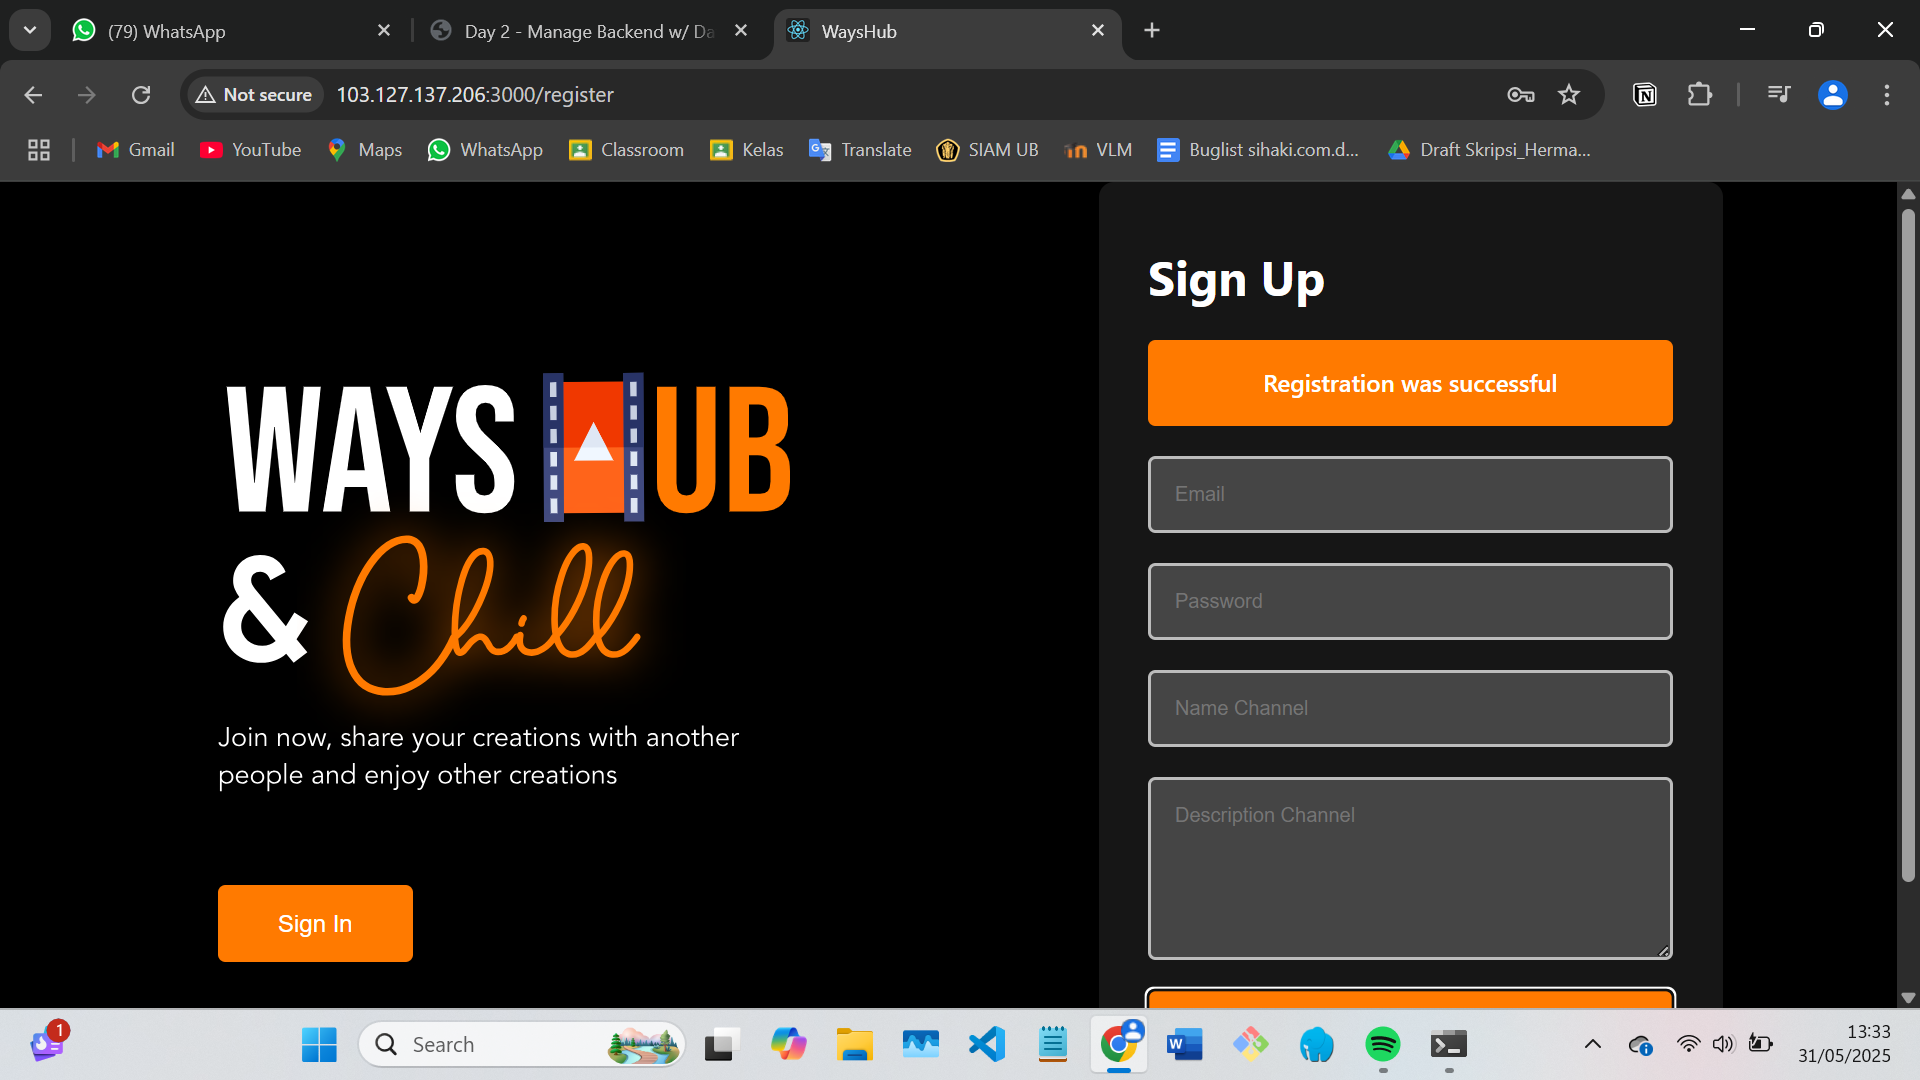 (79) WhatsApp
Day 2 - Manage Backend w/ Da
WaysHub
Not secure
103.127.137.206:3000/register
Gmail
YouTube
Maps
WhatsApp
Classroom
Kelas
Translate
SIAM UB
VLM
Buglist sihaki.com.d...
Draft Skripsi_Herma...
WAYS HUB
& Chill
Join now, share your creations with another
people and enjoy other creations
Sign In
Sign Up
Registration was successful
Email
Password
Name Channel
Description Channel
1
Search
13:33
31/05/2025